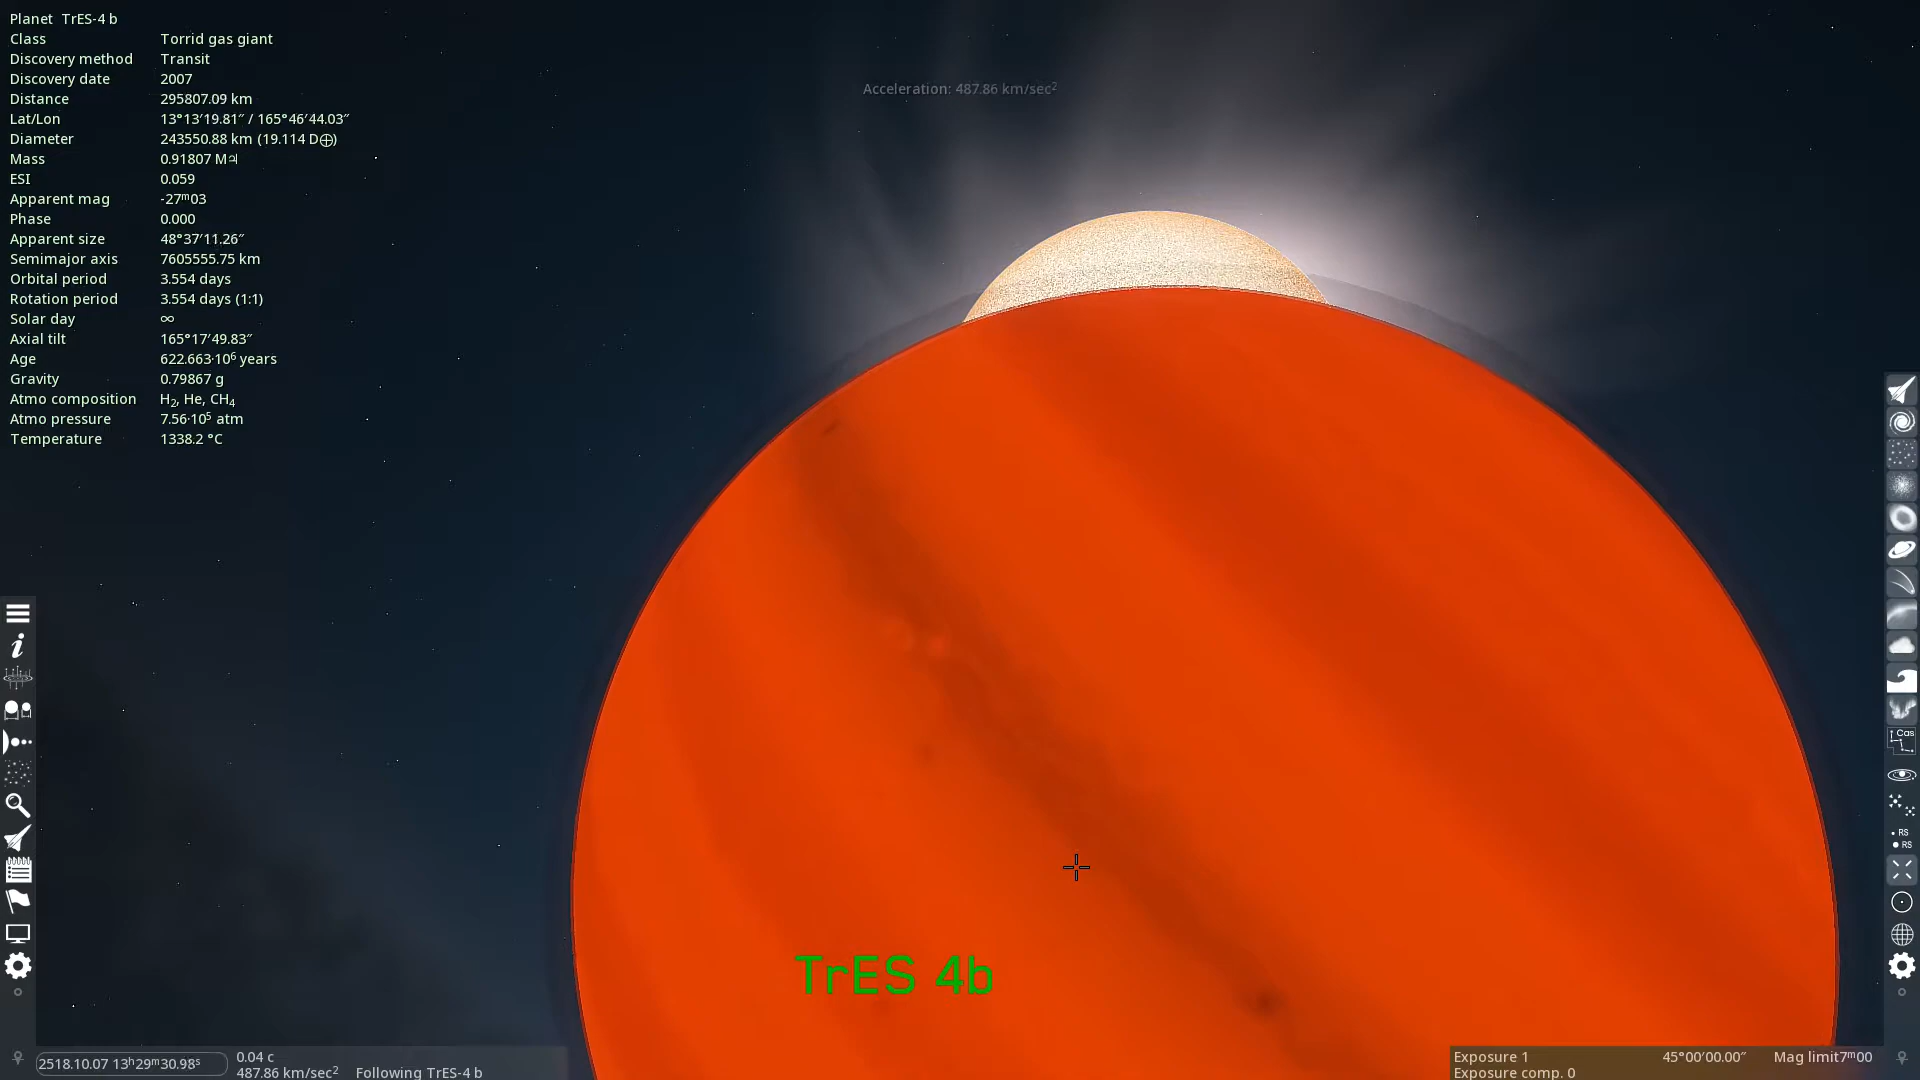 Planet TrES-4 b
Class Torrid gas giant
Discovery method Transit
Discovery date 2007
Distance 295807.09 km
Lat/Lon 13°13′19.81″ / 165°46′44.03″
Diameter 243550.88 km (19.114 D⊕)
Mass 0.91807 M♃
ESI 0.059
Apparent mag -27ᵐ03
Phase 0.000
Apparent size 48°37′11.26″
Semimajor axis 7605555.75 km
Orbital period 3.554 days
Rotation period 3.554 days (1:1)
Solar day ∞
Axial tilt 165°17′49.83″
Age 622.663·10⁶ years
Gravity 0.79867 g
Atmo composition H₂, He, CH₄
Atmo pressure 7.56·10⁵ atm
Temperature 1338.2 °C
Acceleration: 487.86 km/sec²
Cas
RS
RS
TrES 4b
2518.10.07 13ʰ29ᵐ30.98ˢ
0.04 c
487.86 km/sec² Following TrES-4 b
Exposure 1 45°00′00.00″ Mag limit7ᵐ00
Exposure comp. 0